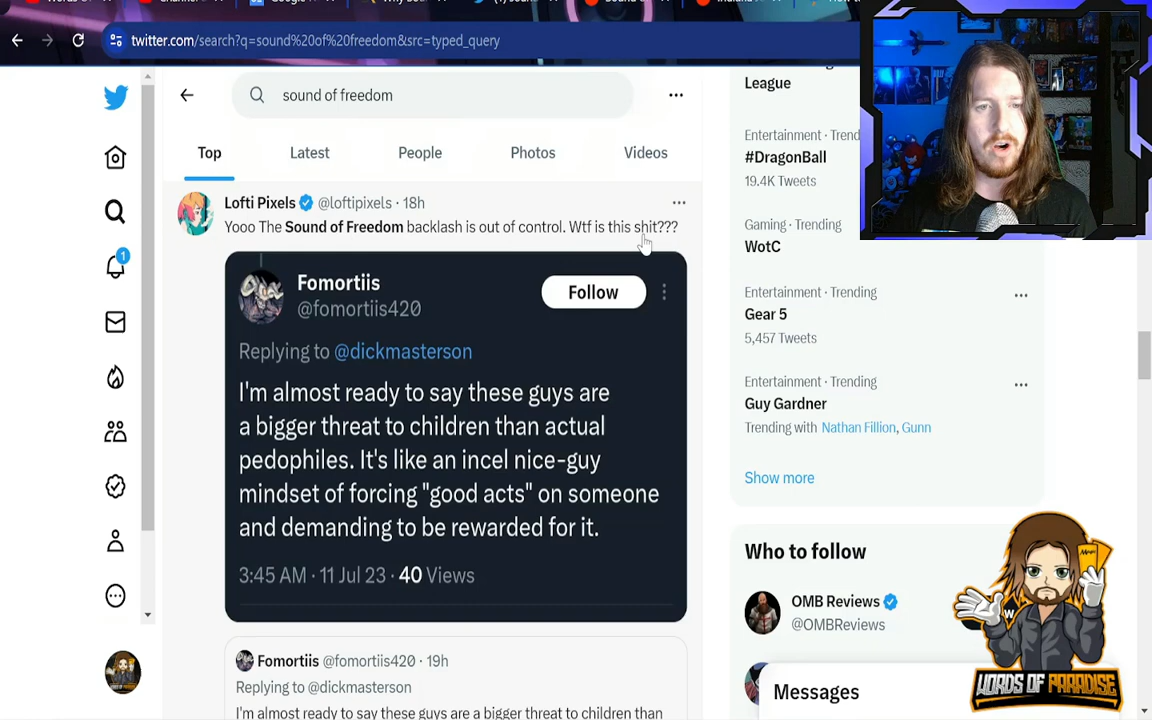 twitter.com/search?q=sound%20of%20freedom&src=typed_query
sound of freedom
Top Latest People Photos Videos
Lofti Pixels @loftipixels · 18h
Yooo The Sound of Freedom backlash is out of control. Wtf is this shit???
Fomortiis
@fomortiis420
Follow
Replying to @dickmasterson
I'm almost ready to say these guys are
a bigger threat to children than actual
pedophiles. It's like an incel nice-guy
mindset of forcing "good acts" on someone
and demanding to be rewarded for it.
3:45 AM · 11 Jul 23 · 40 Views
Fomortiis @fomortiis420 · 19h
Replying to @dickmasterson
I'm almost ready to say these guys are a bigger threat to children than
1
League
Entertainment · Trend
#DragonBall
19.4K Tweets
Gaming · Trending
WotC
Entertainment · Trending
Gear 5
5,457 Tweets
Entertainment · Trending
Guy Gardner
Trending with Nathan Fillion, Gunn
Show more
Who to follow
OMB Reviews
@OMBReviews
Messages
WORDS OF PARADISE